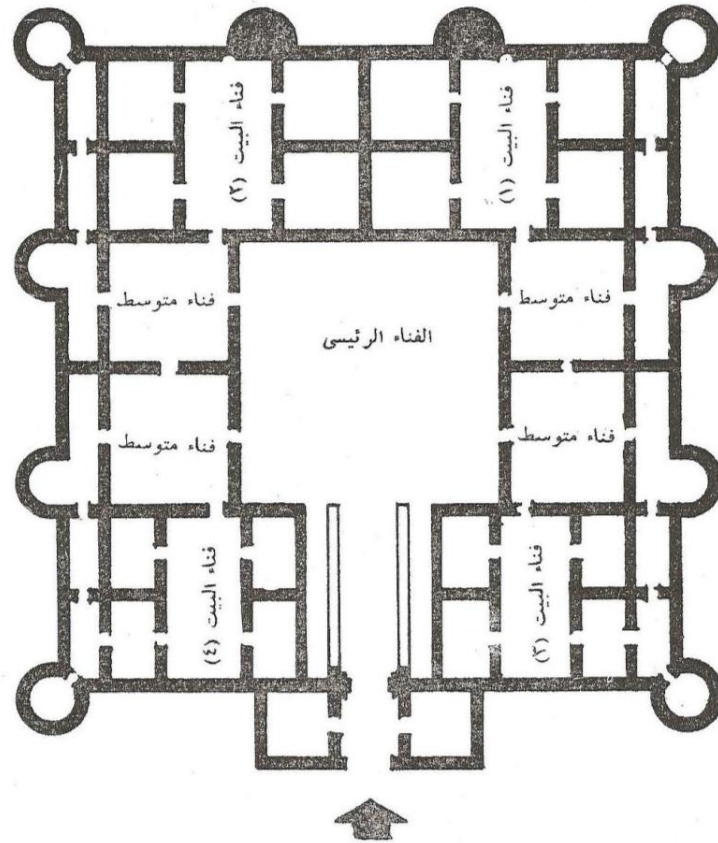 فناء البيت (١)
فناء البيت (٢)
فناء متوسط
فناء متوسط
الفناء الرئيسى
فناء متوسط
فناء متوسط
فناء البيت (٣)
فناء البيت (٤)